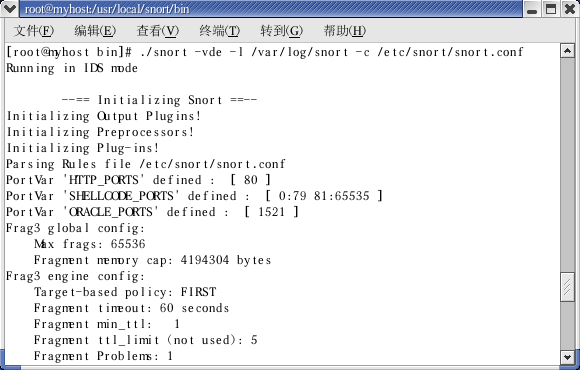 root@myhost:/usr/local/snort/bin
文件(F) 编辑(E) 查看(V) 终端(T) 转到(G) 帮助(H)
[root@myhost bin]# ./snort -vde -l /var/log/snort -c /etc/snort/snort.conf
Running in IDS mode
--== Initializing Snort ==--
Initializing Output Plugins!
Initializing Preprocessors!
Initializing Plug-ins!
Parsing Rules file /etc/snort/snort.conf
PortVar 'HTTP_PORTS' defined :  [ 80 ]
PortVar 'SHELLCODE_PORTS' defined :  [ 0:79 81:65535 ]
PortVar 'ORACLE_PORTS' defined :  [ 1521 ]
Frag3 global config:
Max frags: 65536
Fragment memory cap: 4194304 bytes
Frag3 engine config:
Target-based policy: FIRST
Fragment timeout: 60 seconds
Fragment min_ttl:   1
Fragment ttl_limit (not used): 5
Fragment Problems: 1